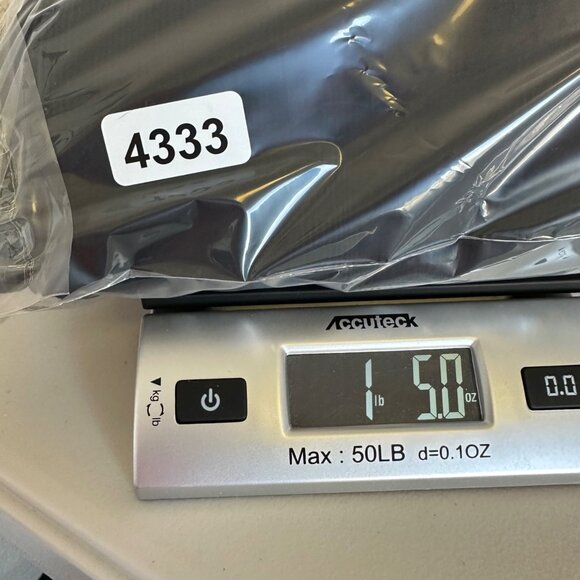 4333
Accuteck
kg lb
1 lb 5.0 oz
0.0
Max : 50LB d=0.1OZ